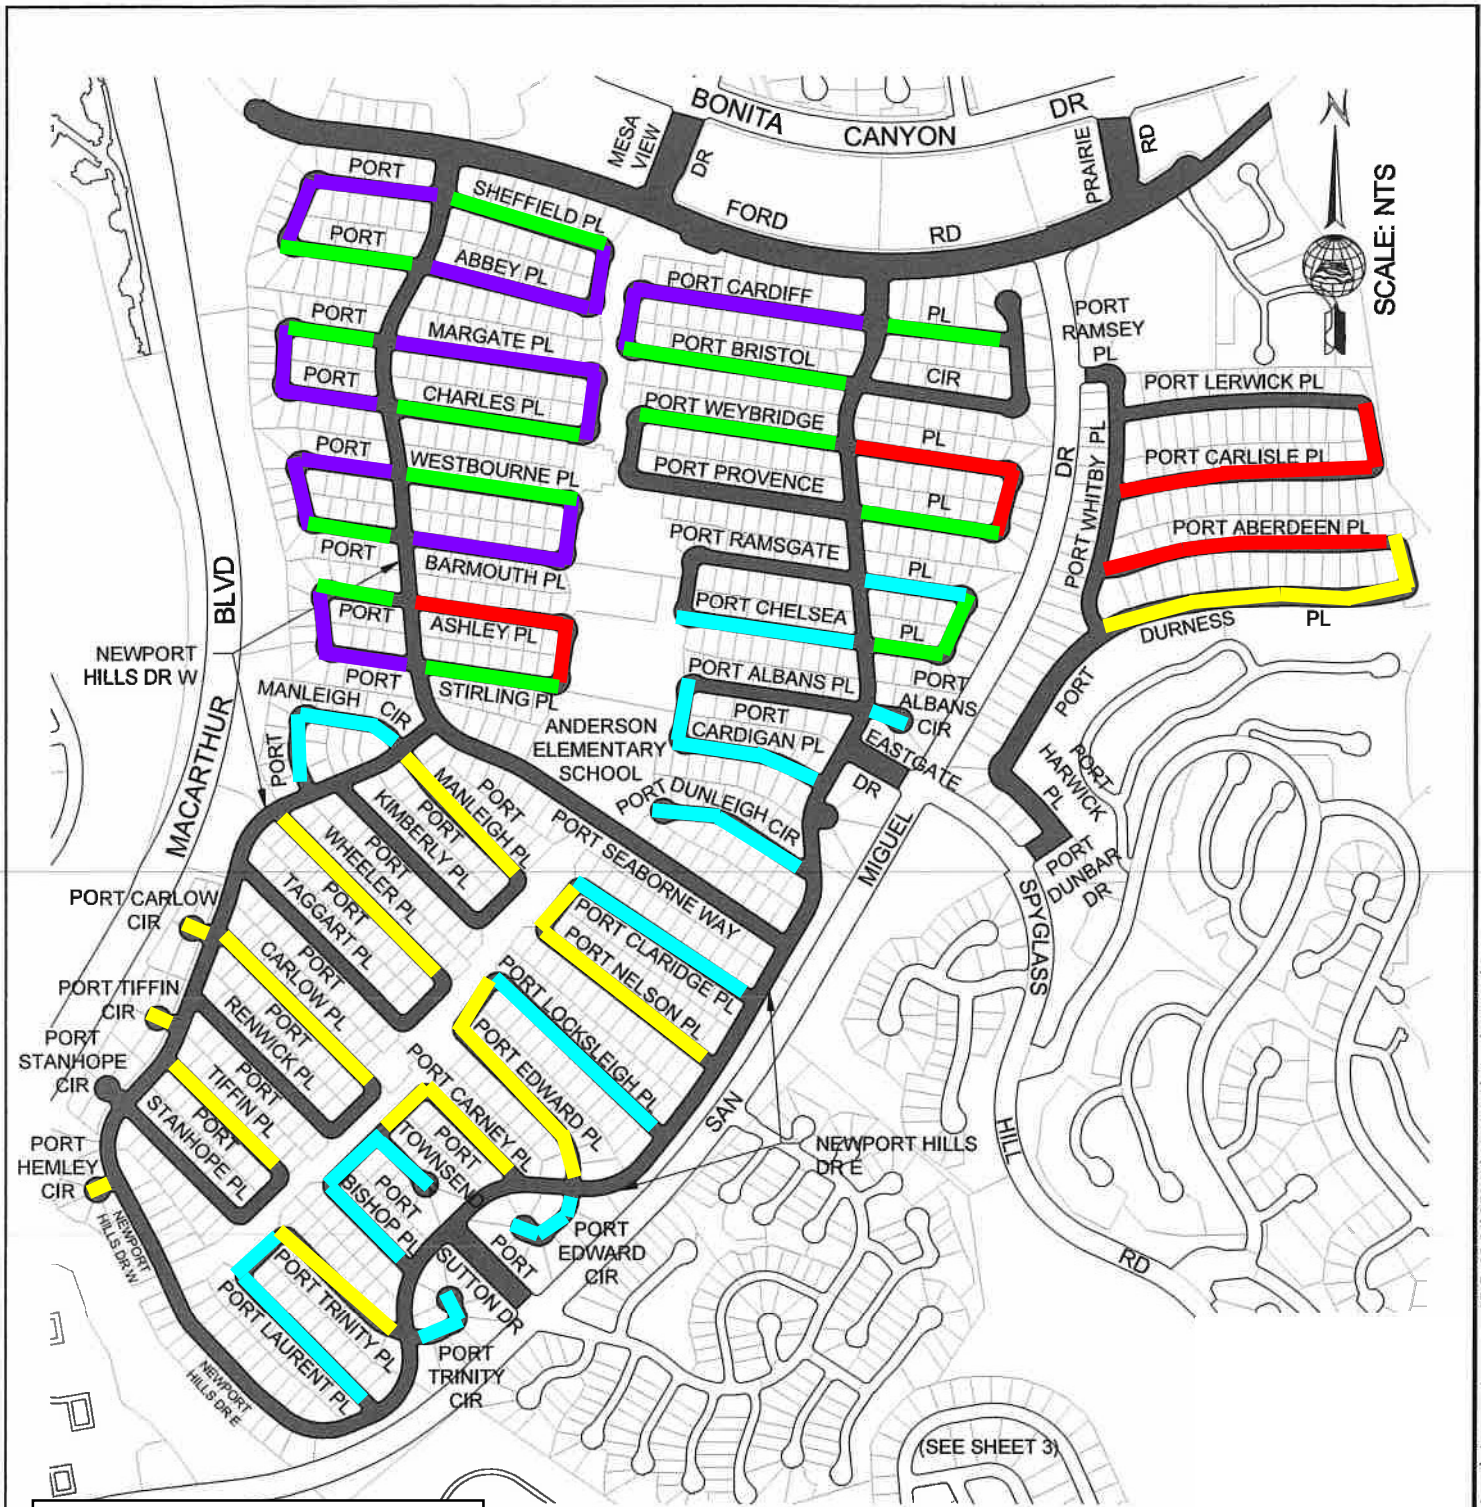 BONITA
CANYON
DR
MESA
VIEW
DR
PRAIRIE
RD
N
SCALE: NTS
FORD
RD
PORT
SHEFFIELD PL
PORT
ABBEY PL
PORT CARDIFF
PL
PORT
RAMSEY
PL
PORT
MARGATE PL
PORT BRISTOL
CIR
PORT
CHARLES PL
PORT WEYBRIDGE
PL
PORT LERWICK PL
DR
PORT WHITBY PL
PORT CARLISLE PL
PORT
WESTBOURNE PL
PORT PROVENCE
PL
PORT ABERDEEN PL
PORT
BARMOUTH PL
PORT RAMSGATE
PL
BLVD
PORT
ASHLEY PL
PORT CHELSEA
PL
DURNESS
PL
NEWPORT
HILLS DR W
PORT
STIRLING PL
PORT ALBANS PL
PORT
ALBANS
CIR
PORT
MANLEIGH
CIR
PORT
ANDERSON
ELEMENTARY
SCHOOL
PORT
CARDIGAN PL
EASTGATE
DR
PORT
HARWICK
PL
MACARTHUR
PORT
MANLEIGH PL
PORT
KIMBERLY PL
PORT DUNLEIGH CIR
PORT
WHEELER PL
PORT
TAGGART PL
PORT SEABORNE WAY
MIGUEL
PORT
DUNBAR
DR
SPYGLASS
PORT CARLOW
CIR
PORT
CARLOW PL
PORT
RENWICK PL
PORT CLARIDGE PL
PORT NELSON PL
PORT TIFFIN
CIR
PORT LOCKSLEIGH PL
PORT EDWARD PL
PORT
STANHOPE
CIR
PORT
TIFFIN PL
PORT
STANHOPE PL
PORT CARNEY PL
PORT
TOWNSEND
PORT
BISHOP PL
SAN
NEWPORT HILLS
DR E
HILL
PORT
HEMLEY
CIR
NEWPORT
HILLS DR W
PORT
EDWARD
CIR
PORT
SUTTON DR
RD
PORT TRINITY PL
PORT LAURENT PL
PORT
TRINITY
CIR
NEWPORT
HILLS DR E
(SEE SHEET 3)